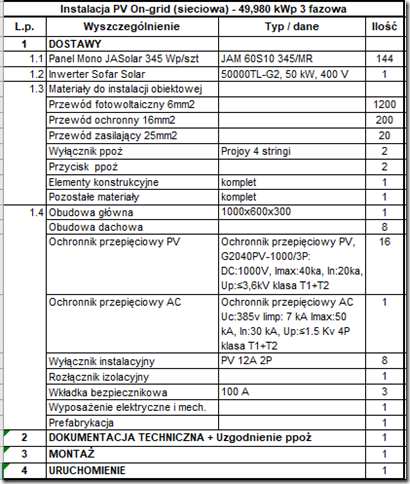 Instalacja PV On-grid (sieciowa) - 49,980 kWp 3 fazowa
L.p. Wyszczególnienie Typ / dane Ilość
1 DOSTAWY
1.1 Panel Mono JASolar 345 Wp/szt JAM 60S10 345/MR 144
1.2 Inwerter Sofar Solar 50000TL-G2, 50 kW, 400 V 1
1.3 Materiały do instalacji obiektowej
Przewód fotowoltaiczny 6mm2 1200
Przewód ochronny 16mm2 200
Przewód zasilający 25mm2 20
Wyłącznik ppoż Projoy 4 stringi 2
Przycisk ppoż 2
Elementy konstrukcyjne komplet 1
Pozostałe materiały komplet 1
1.4 Obudowa główna 1000x600x300 1
Obudowa dachowa 8
Ochronnik przepięciowy PV Ochronnik przepięciowy PV, 16
G2040PV-1000/3P:
DC:1000V, Imax:40ka, In:20ka,
Up:≤3,6kV klasa T1+T2
Ochronnik przepięciowy AC Ochronnik przepięciowy AC 1
Uc:385v Iimp: 7 kA Imax:50
kA, In:30 kA, Up:≤1.5 Kv 4P
klasa T1+T2
Wyłącznik instalacyjny PV 12A 2P 8
Rozłącznik izolacyjny 1
Wkładka bezpiecznikowa 100 A 3
Wyposażenie elektryczne i mech. 1
Prefabrykacja 1
2 DOKUMENTACJA TECHNICZNA + Uzgodnienie ppoż 1
3 MONTAŻ 1
4 URUCHOMIENIE 1